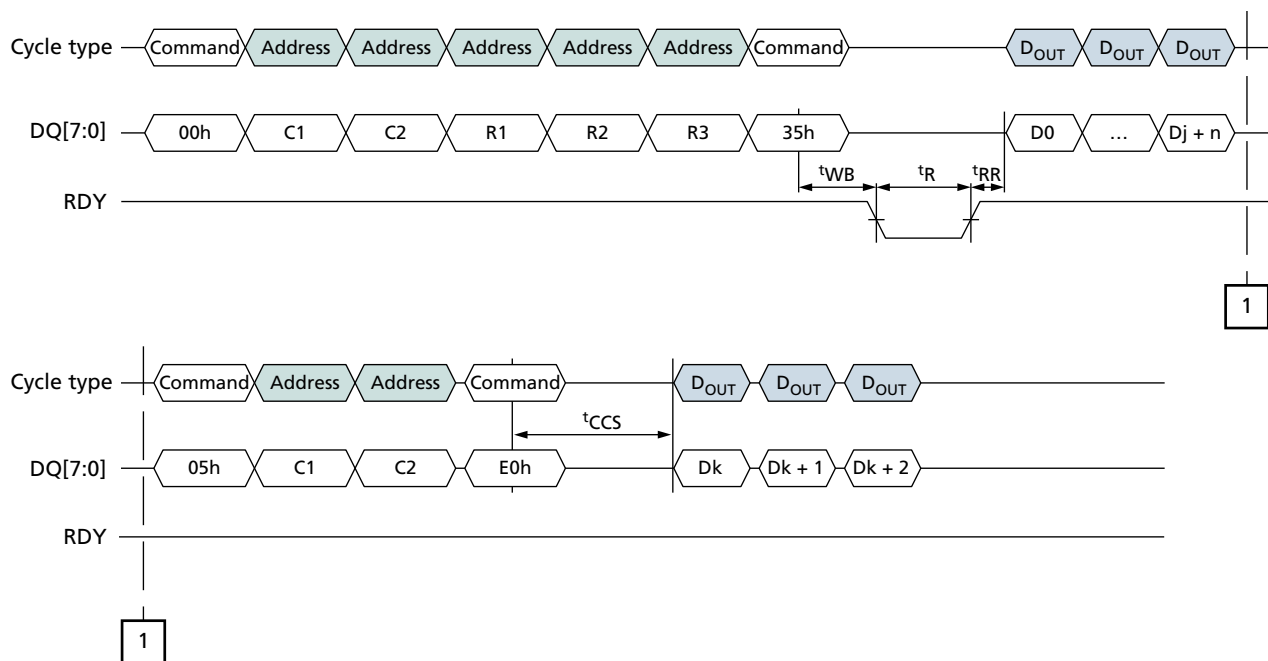 Cycle type Command Address Address Address Address Address Command DOUT DOUT DOUT
DQ[7:0] 00h C1 C2 R1 R2 R3 35h D0 … Dj + n
tWB tR tRR
RDY
1
Cycle type Command Address Address Command DOUT DOUT DOUT
tCCS
DQ[7:0] 05h C1 C2 E0h Dk Dk + 1 Dk + 2
RDY
1